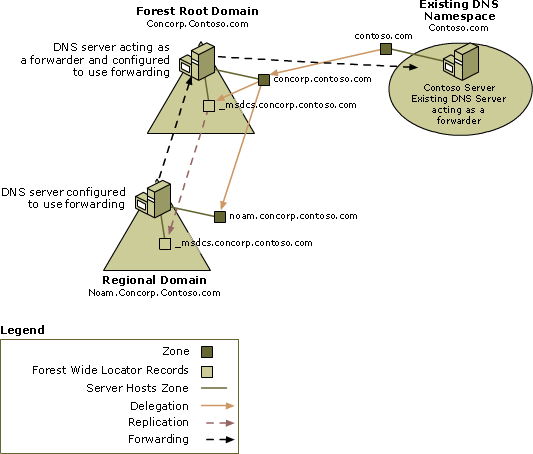 Forest Root Domain
Concorp.Contoso.com
Existing DNS
Namespace
Contoso.com
DNS server acting as
a forwarder and configured
to use forwarding
contoso.com
concorp.contoso.com
_msdcs.concorp.contoso.com
Contoso Server
Existing DNS Server
acting as a
forwarder
DNS server configured
to use forwarding
noam.concorp.contoso.com
_msdcs.concorp.contoso.com
Regional Domain
Noam.Concorp.Contoso.com
Legend
Zone
Forest Wide Locator Records
Server Hosts Zone
Delegation
Replication
Forwarding